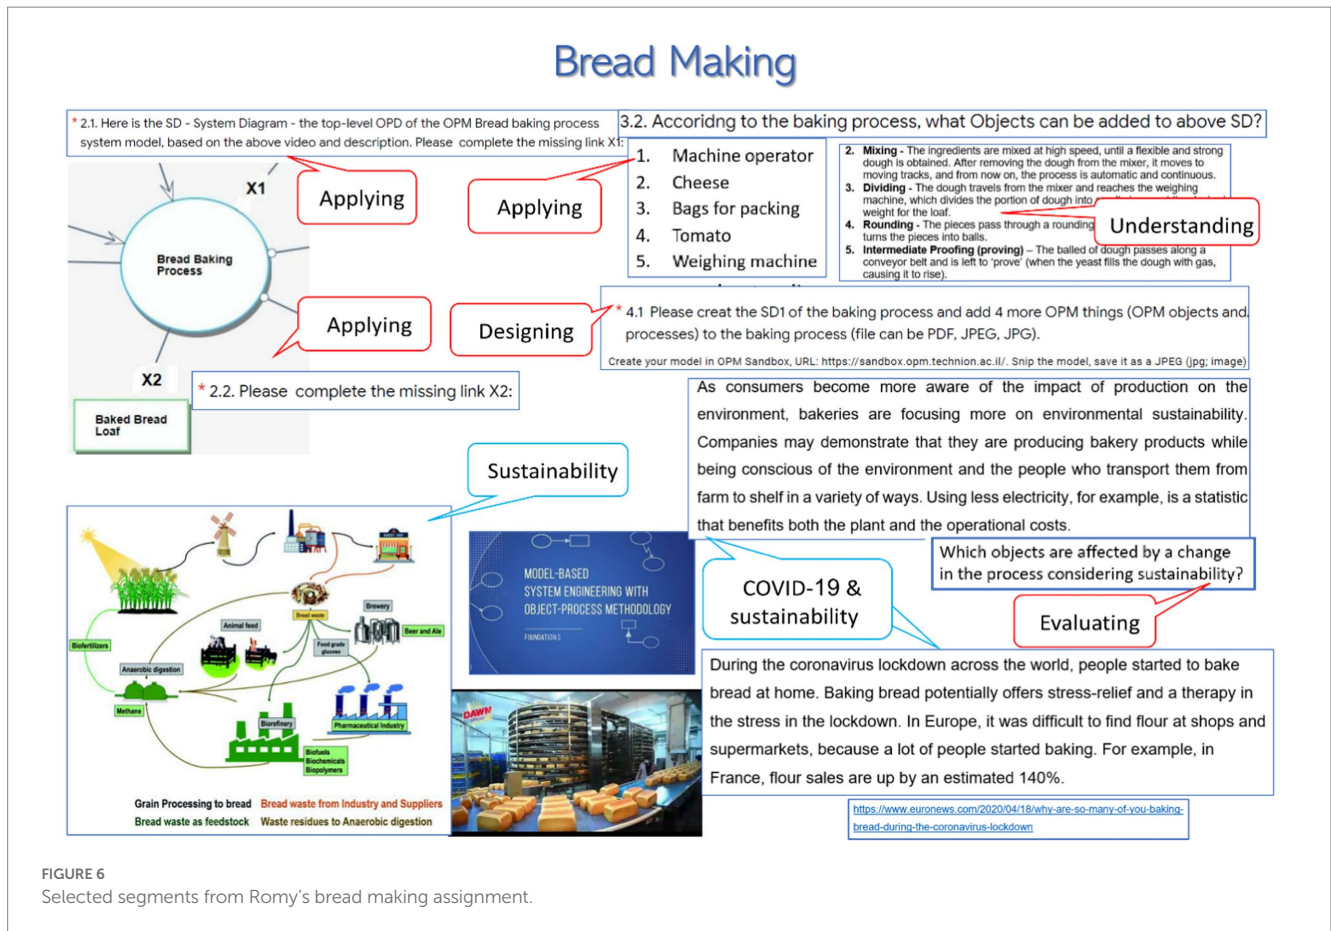 Bread Making
* 2.1. Here is the SD - System Diagram - the top-level OPD of the OPM Bread baking process
system model, based on the above video and description. Please complete the missing link X1:
X1
Applying
Bread Baking
Process
Applying
X2
* 2.2. Please complete the missing link X2:
Baked Bread
Loaf
3.2. Accoridng to the baking process, what Objects can be added to above SD?
1. Machine operator
2. Cheese
3. Bags for packing
4. Tomato
5. Weighing machine
Applying
2. Mixing - The ingredients are mixed at high speed, until a flexible and strong
dough is obtained. After removing the dough from the mixer, it moves to
moving tracks, and from now on, the process is automatic and continuous.
3. Dividing - The dough travels from the mixer and reaches the weighing
machine, which divides the portion of dough into
weight for the loaf.
4. Rounding - The pieces pass through a rounding
turns the pieces into balls.
5. Intermediate Proofing (proving) – The balled of dough passes along a
conveyor belt and is left to 'prove' (when the yeast fills the dough with gas,
causing it to rise).
Understanding
Designing
* 4.1 Please creat the SD1 of the baking process and add 4 more OPM things (OPM objects and
processes) to the baking process (file can be PDF, JPEG, JPG).
Create your model in OPM Sandbox, URL: https://sandbox.opm.technion.ac.il/. Snip the model, save it as a JPEG (jpg; image)
As consumers become more aware of the impact of production on the
environment, bakeries are focusing more on environmental sustainability.
Companies may demonstrate that they are producing bakery products while
being conscious of the environment and the people who transport them from
farm to shelf in a variety of ways. Using less electricity, for example, is a statistic
that benefits both the plant and the operational costs.
Sustainability
Bread waste
Brewery
Beer and Ale
Animal feed
Food grade
glucose
Biofertilizers
Anaerobic digestion
Methane
Biorefinery
Pharmaceutical Industry
Biofuels
Biochemicals
Biopolymers
Grain Processing to bread Bread waste from Industry and Suppliers
Bread waste as feedstock Waste residues to Anaerobic digestion
MODEL-BASED
SYSTEM ENGINEERING WITH
OBJECT-PROCESS METHODOLOGY
FOUNDATIONS
DAWN
COVID-19 &
sustainability
Which objects are affected by a change
in the process considering sustainability?
Evaluating
During the coronavirus lockdown across the world, people started to bake
bread at home. Baking bread potentially offers stress-relief and a therapy in
the stress in the lockdown. In Europe, it was difficult to find flour at shops and
supermarkets, because a lot of people started baking. For example, in
France, flour sales are up by an estimated 140%.
https://www.euronews.com/2020/04/18/why-are-so-many-of-you-baking-
bread-during-the-coronavirus-lockdown
FIGURE 6
Selected segments from Romy's bread making assignment.